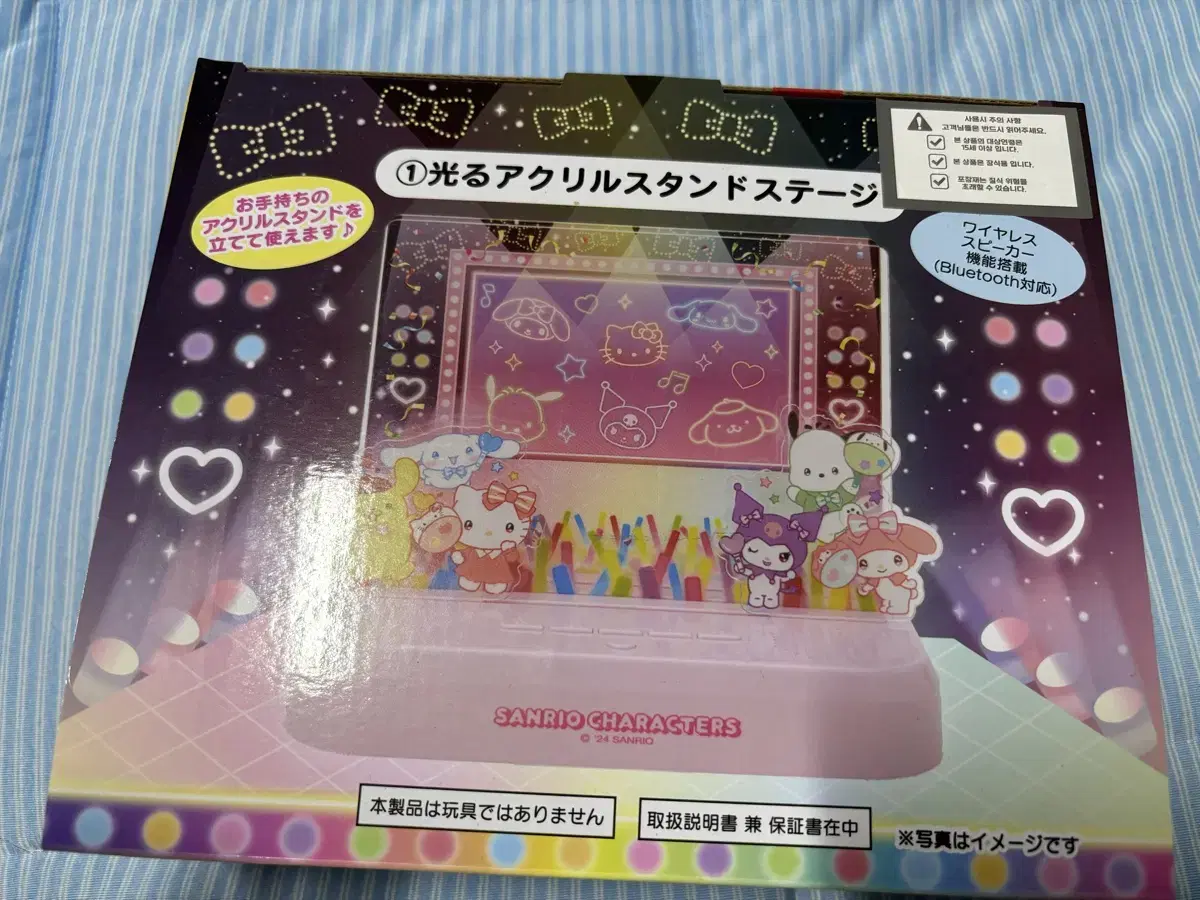 ①光るアクリルスタンドステージ
お手持ちの
アクリルスタンドを
立てて使えます♪
사용시 주의 사항
고객님들은 반드시 읽어주세요.
본 상품의 대상연령은
15세 이상 입니다.
본 상품은 장식용 입니다.
포장재는 질식 위험을
초래할 수 있습니다.
ワイヤレス
スピーカー
機能搭載
(Bluetooth対応)
SANRIO CHARACTERS
© '24 SANRIO
本製品は玩具ではありません
取扱説明書 兼 保証書在中
※写真はイメージです